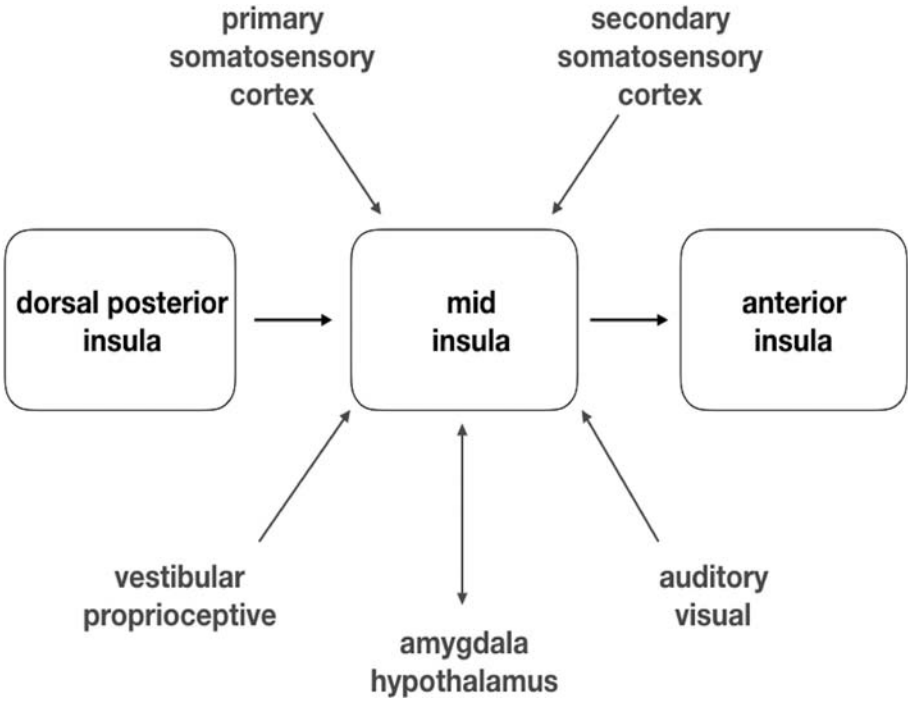 primary
somatosensory
cortex
secondary
somatosensory
cortex
dorsal posterior
insula
mid
insula
anterior
insula
vestibular
proprioceptive
amygdala
hypothalamus
auditory
visual